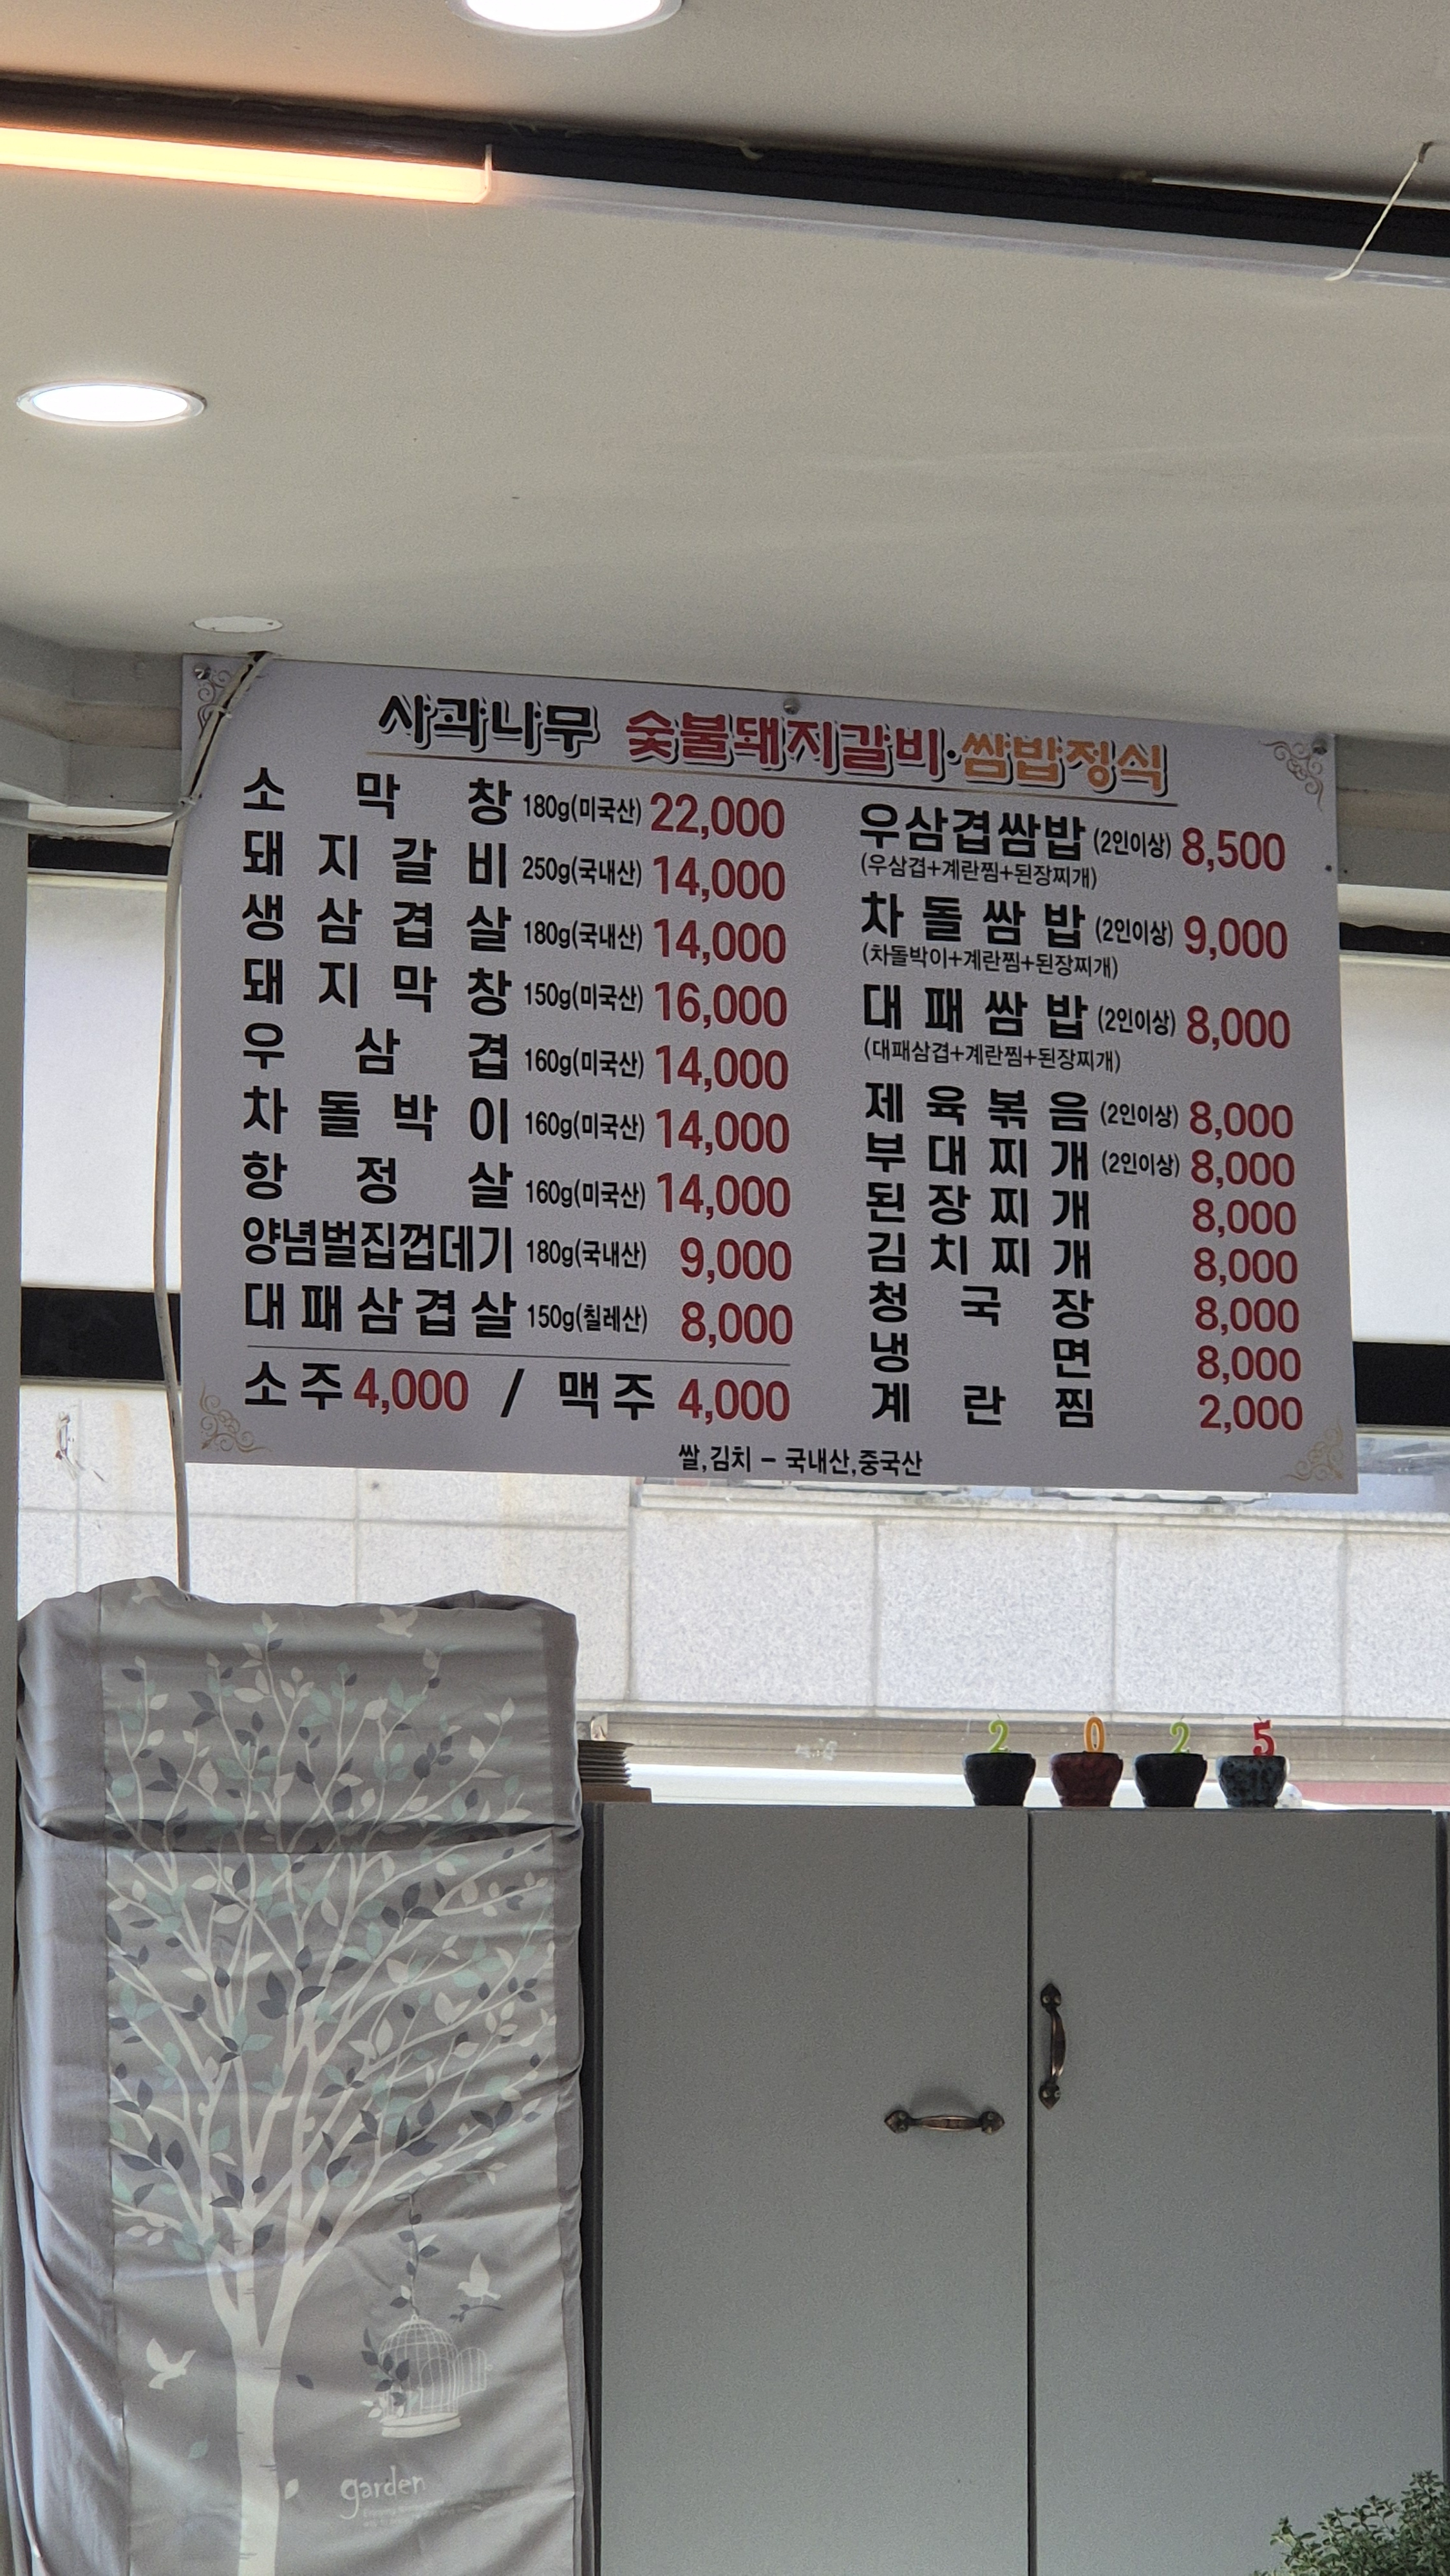 사과나무 숯불돼지갈비·쌈밥정식
소막창 180g(미국산) 22,000
돼지갈비 250g(국내산) 14,000
생삼겹살 180g(국내산) 14,000
돼지막창 150g(미국산) 16,000
우삼겹 160g(미국산) 14,000
차돌박이 160g(미국산) 14,000
항정살 160g(미국산) 14,000
양념벌집껍데기 180g(국내산) 9,000
대패삼겹살 150g(칠레산) 8,000
소주 4,000 / 맥주 4,000
우삼겹쌈밥 (2인이상) 8,500
(우삼겹+계란찜+된장찌개)
차돌쌈밥 (2인이상) 9,000
(차돌박이+계란찜+된장찌개)
대패쌈밥 (2인이상) 8,000
(대패삼겹+계란찜+된장찌개)
제육볶음 (2인이상) 8,000
부대찌개 (2인이상) 8,000
된장찌개 8,000
김치찌개 8,000
청국장 8,000
냉면 8,000
계란찜 2,000
쌀,김치 - 국내산,중국산
2 0 2 5
garden